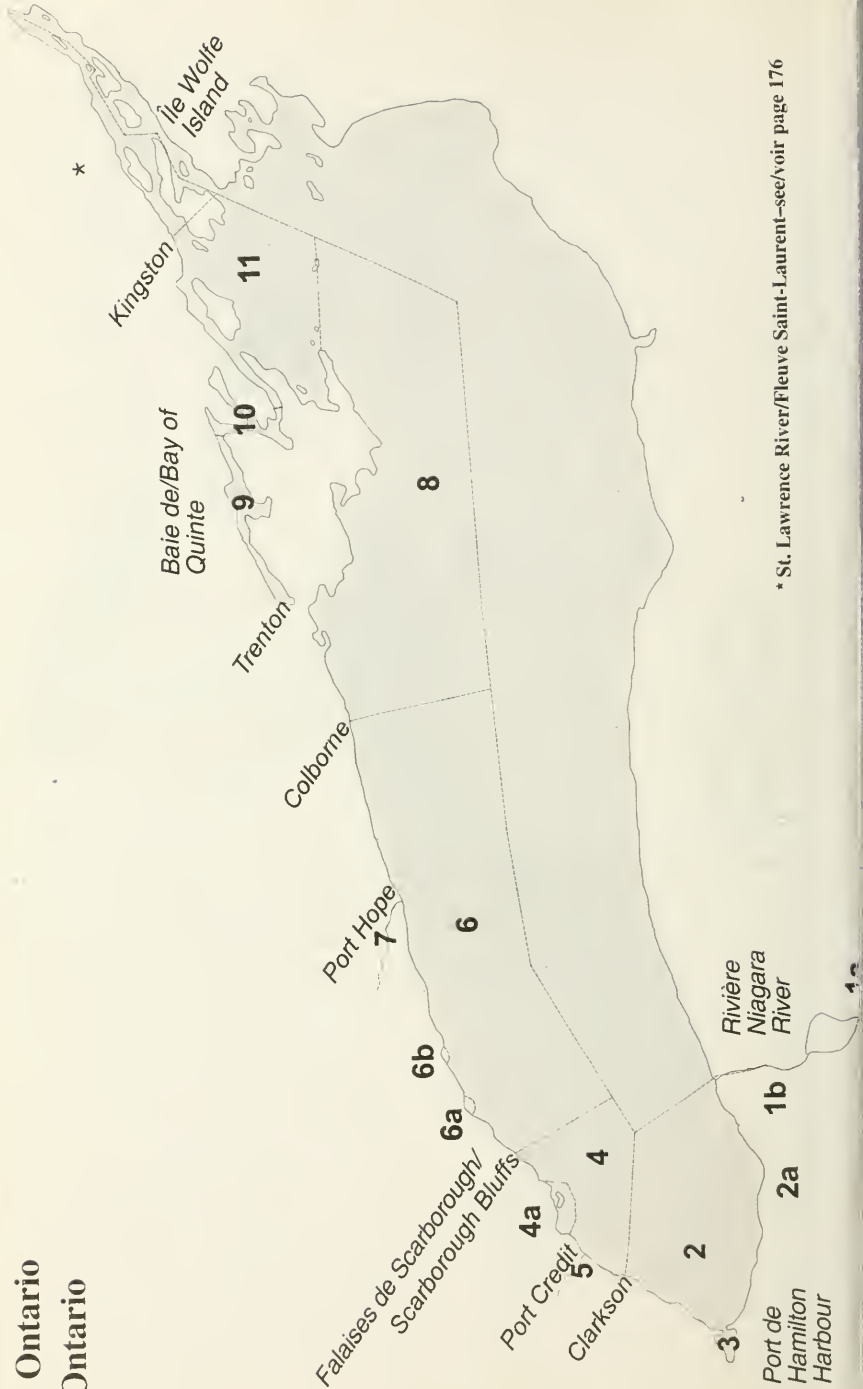 Ontario
Ontario
*
Île Wolfe
Island
Kingston
11
Baie de/Bay of
Quinte
10
9
8
Trenton
Colborne
Port Hope
7
6
6b
6a
Falaises de Scarborough/
Scarborough Bluffs
4
4a
Port Credit
5
Clarkson
2
3
Port de
Hamilton
Harbour
2a
1b
Rivière
Niagara
River
* St. Lawrence River/Fleuve Saint-Laurent–see/voir page 176